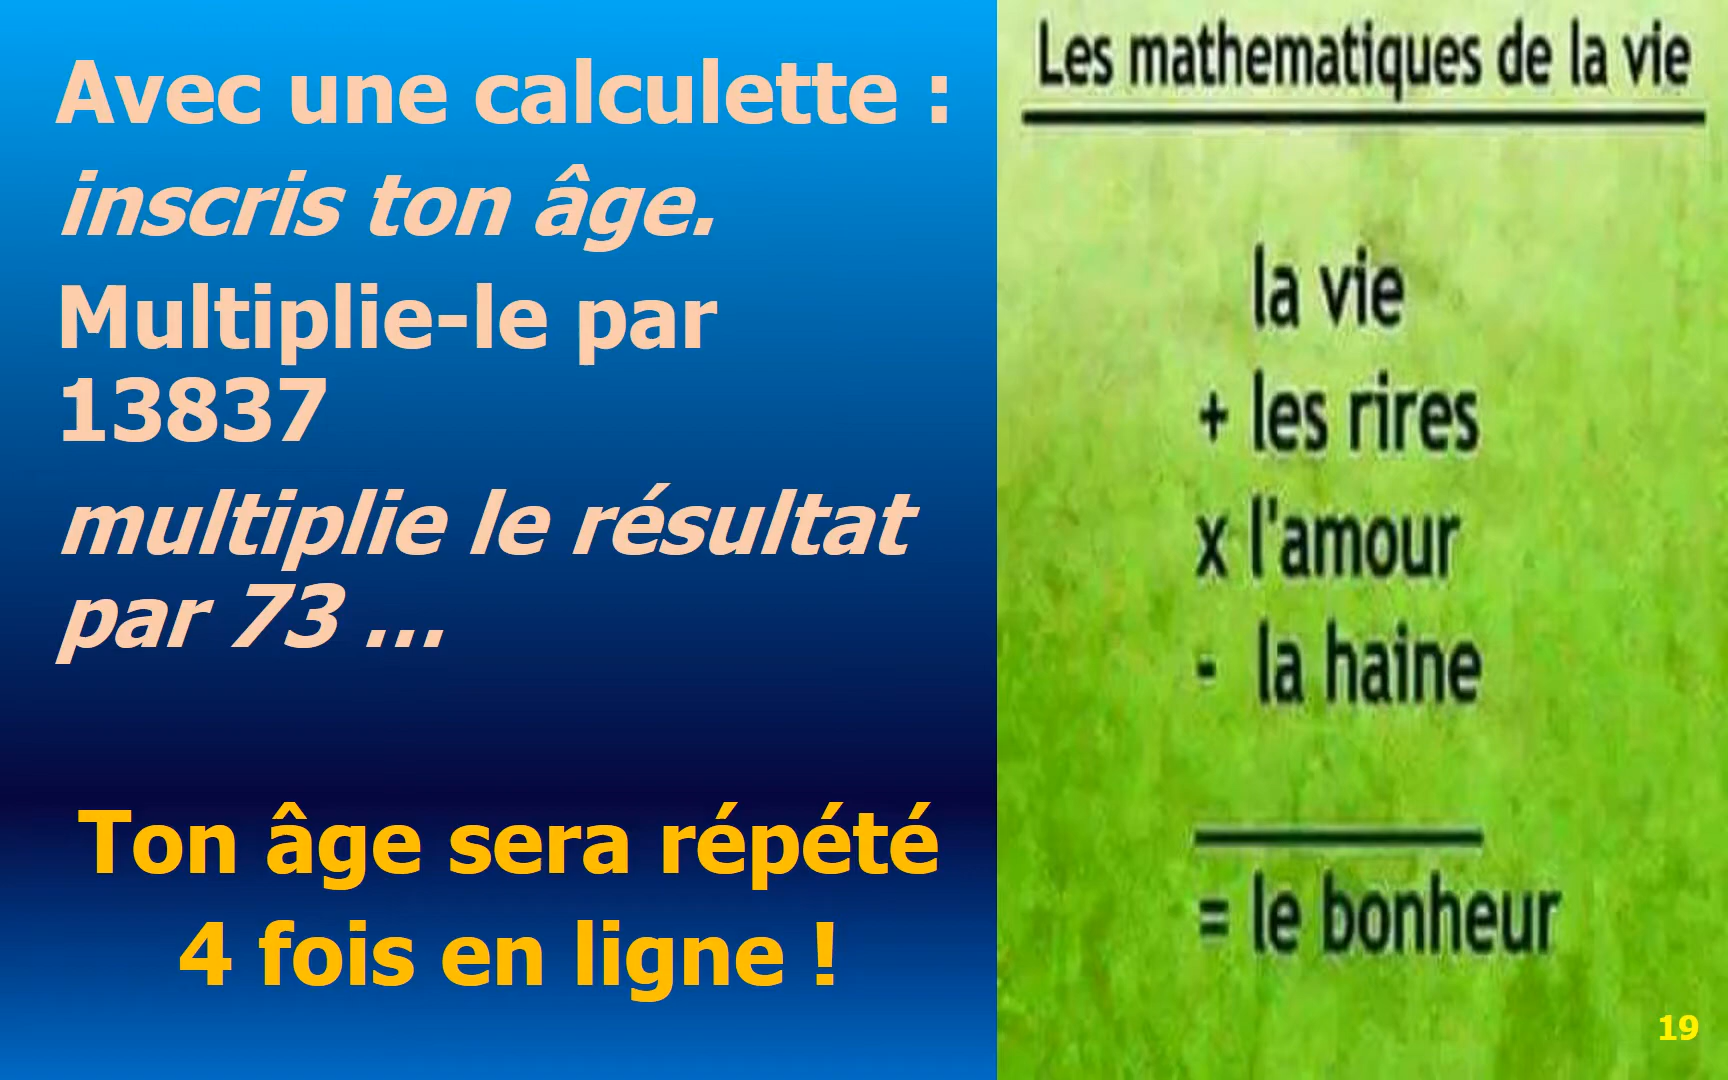 Avec une calculette :
inscris ton âge.
Multiplie-le par
13837
multiplie le résultat
par 73 ...
Ton âge sera répété
4 fois en ligne !
Les mathematiques de la vie
la vie
+ les rires
x l'amour
- la haine
= le bonheur
19